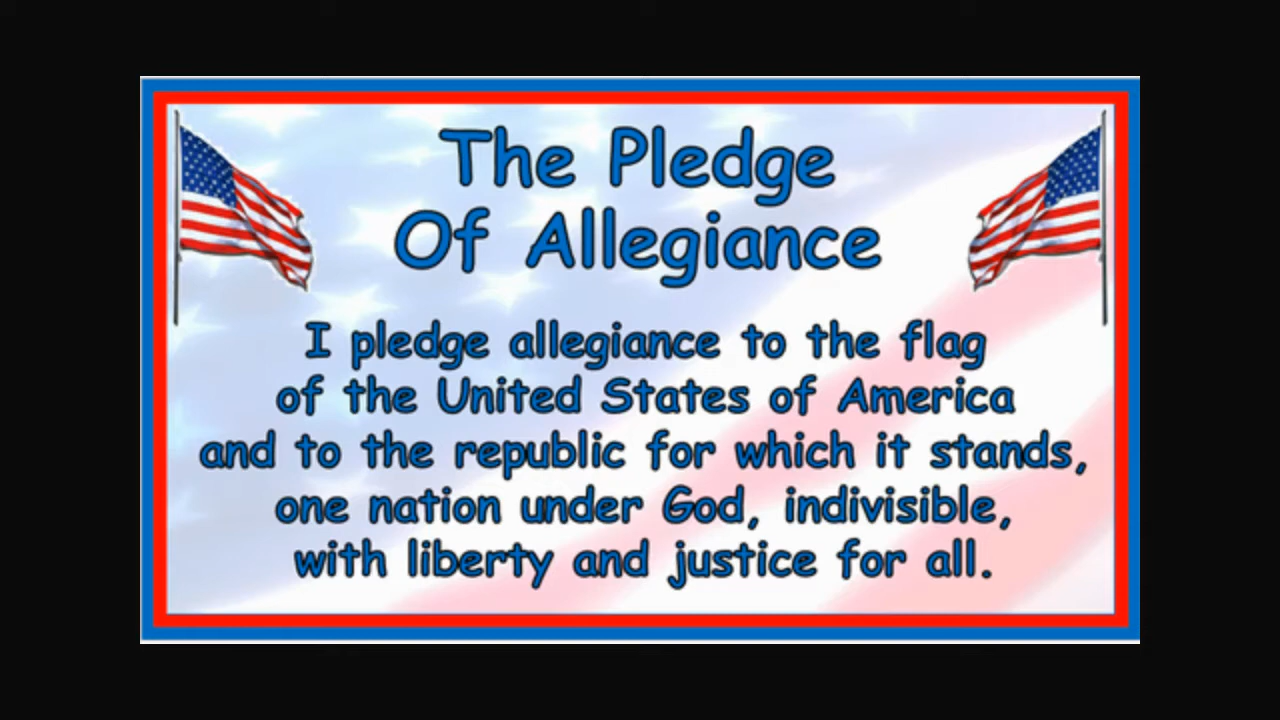 The Pledge
Of Allegiance
I pledge allegiance to the flag
of the United States of America
and to the republic for which it stands,
one nation under God, indivisible,
with liberty and justice for all.